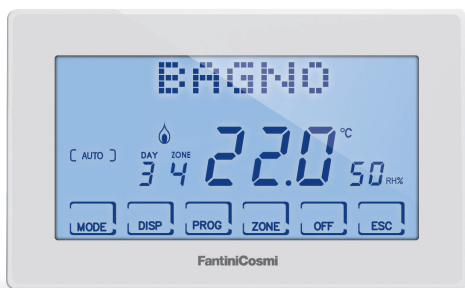 BAGNO
[ AUTO ] DAY 3 ZONE 4 22.0 °C 50 RH%
MODE DISP PROG ZONE OFF ESC
FantiniCosmi